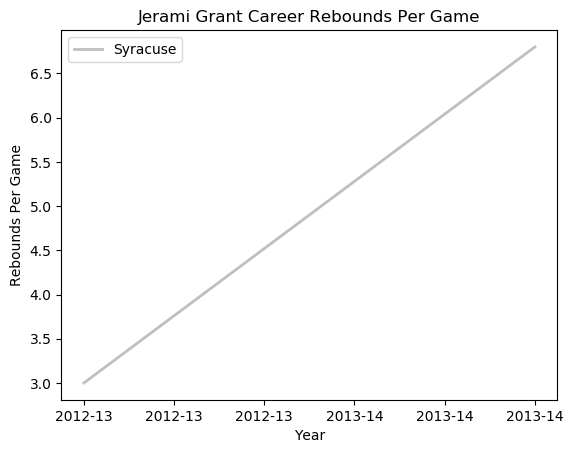 Jerami Grant Career Rebounds Per Game
Syracuse
Rebounds Per Game
6.5
6.0
5.5
5.0
4.5
4.0
3.5
3.0
2012-13 2012-13 2012-13 2013-14 2013-14 2013-14
Year